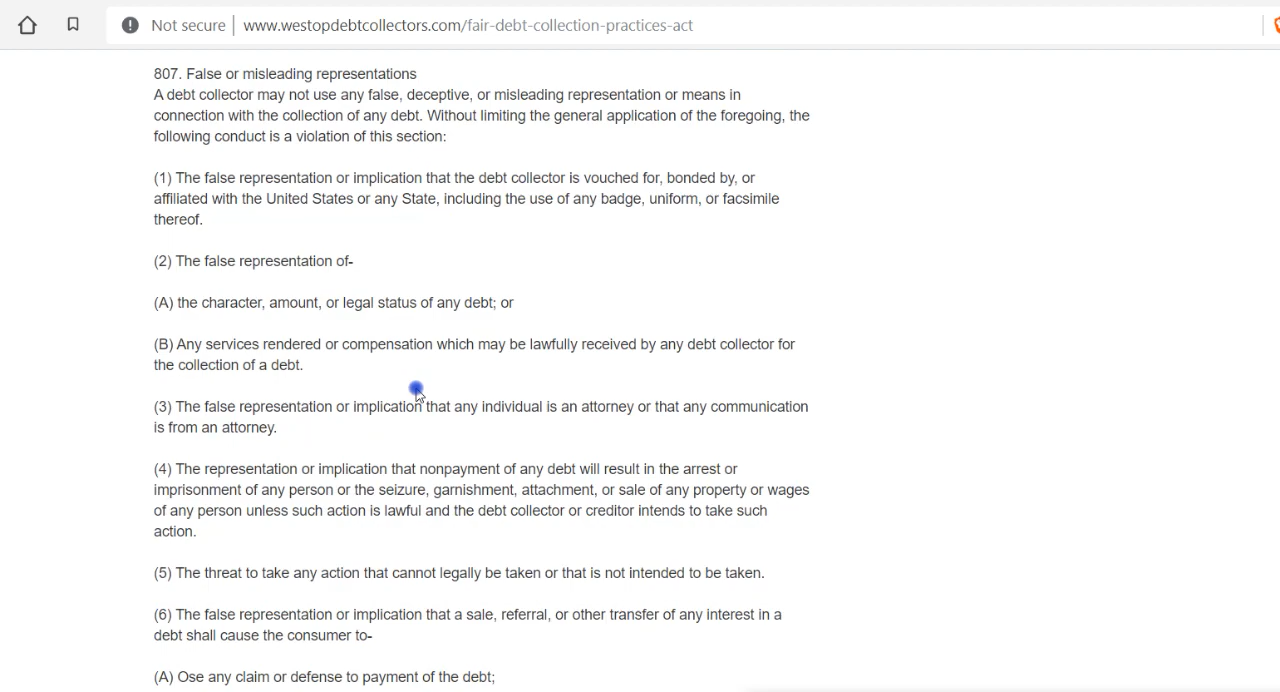 Not secure www.westopdebtcollectors.com/fair-debt-collection-practices-act
807. False or misleading representations
A debt collector may not use any false, deceptive, or misleading representation or means in
connection with the collection of any debt. Without limiting the general application of the foregoing, the
following conduct is a violation of this section:
(1) The false representation or implication that the debt collector is vouched for, bonded by, or
affiliated with the United States or any State, including the use of any badge, uniform, or facsimile
thereof.
(2) The false representation of-
(A) the character, amount, or legal status of any debt; or
(B) Any services rendered or compensation which may be lawfully received by any debt collector for
the collection of a debt.
(3) The false representation or implication that any individual is an attorney or that any communication
is from an attorney.
(4) The representation or implication that nonpayment of any debt will result in the arrest or
imprisonment of any person or the seizure, garnishment, attachment, or sale of any property or wages
of any person unless such action is lawful and the debt collector or creditor intends to take such
action.
(5) The threat to take any action that cannot legally be taken or that is not intended to be taken.
(6) The false representation or implication that a sale, referral, or other transfer of any interest in a
debt shall cause the consumer to-
(A) Ose any claim or defense to payment of the debt;